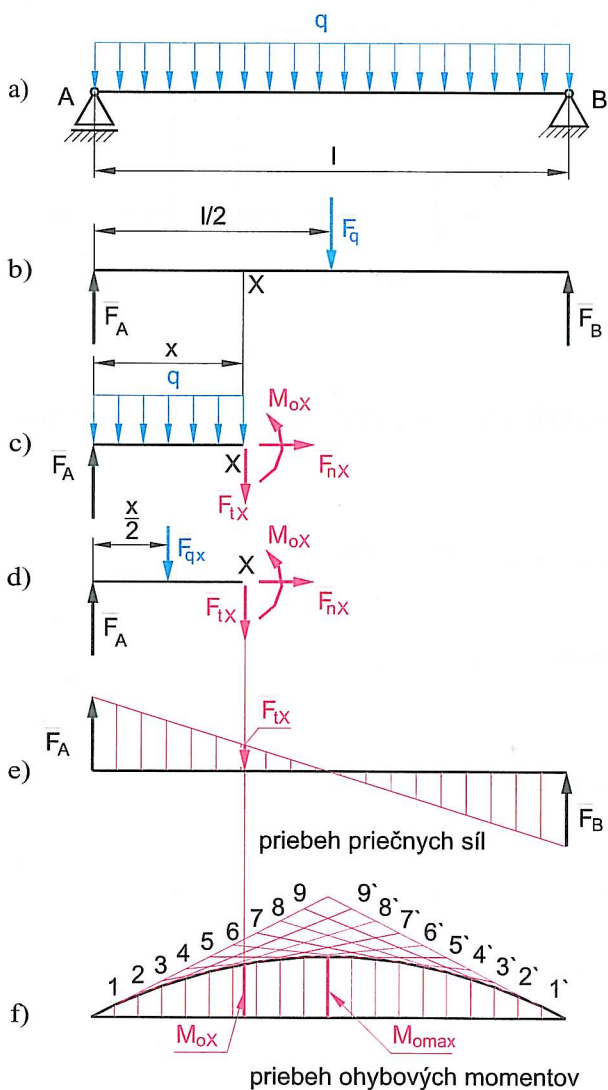 q
a)
A
B
l
l/2
F_q
b)
X
F_A
F_B
x
q
M_oX
c)
F_A
X
F_nX
F_tX
x/2
F_qx
M_oX
d)
X
F_tX
F_nX
F_A
F_tX
F_A
e)
F_B
priebeh priečnych síl
1 2 3 4 5 6 7 8 9 9` 8` 7` 6` 5` 4` 3` 2` 1`
f)
M_oX
M_omax
priebeh ohybových momentov